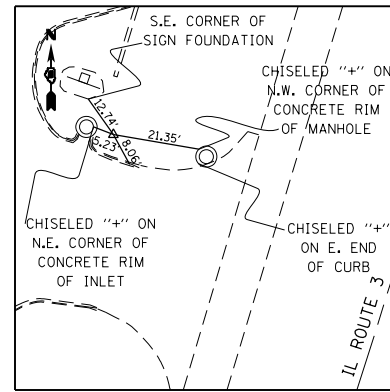 S.E. CORNER OF
SIGN FOUNDATION
N
CHISELED "+" ON
N.W. CORNER OF
CONCRETE RIM
OF MANHOLE
12.74'
21.35'
5.23'
8.06'
CHISELED "+" ON
N.E. CORNER OF
CONCRETE RIM
OF INLET
CHISELED "+"
ON E. END
OF CURB
IL ROUTE 3